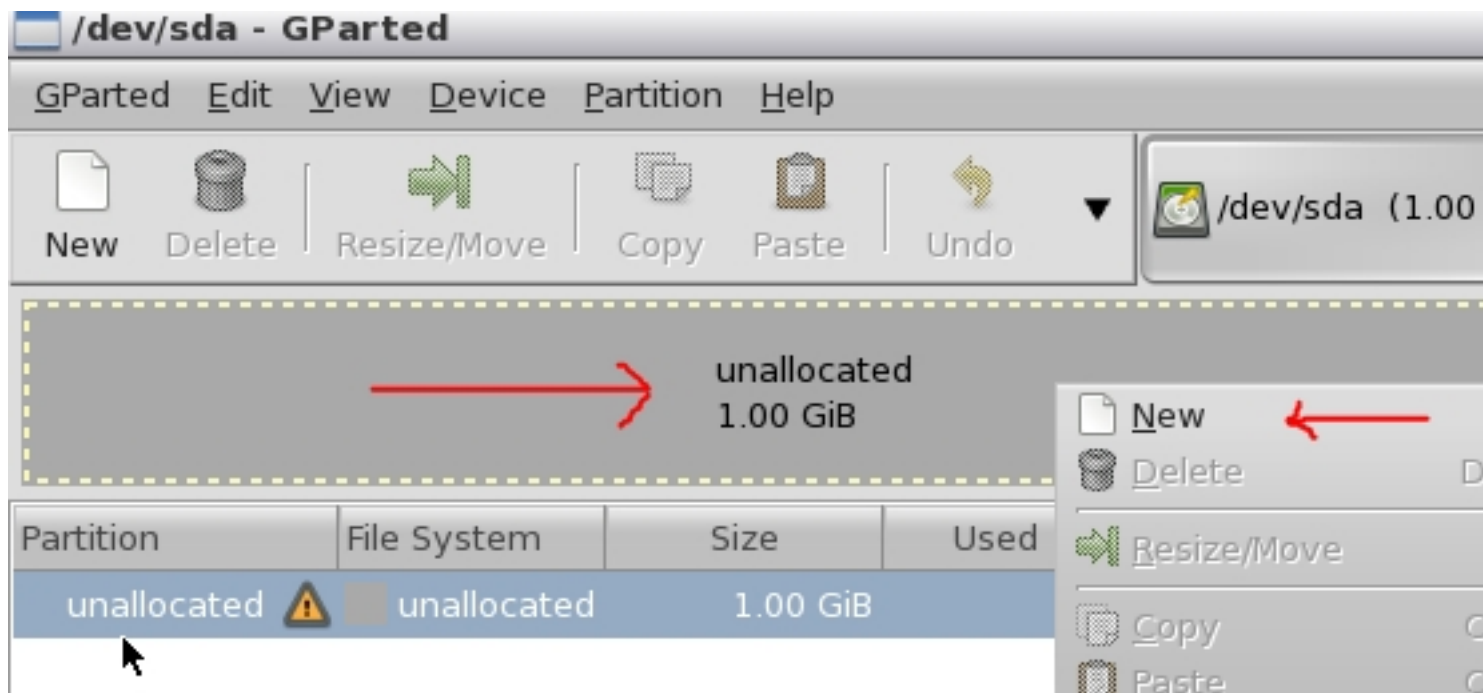 /dev/sda - GParted
GParted Edit View Device Partition Help
New Delete Resize/Move Copy Paste Undo /dev/sda (1.00
unallocated
1.00 GiB
New
Delete D
Resize/Move
Copy
Paste
Partition File System Size Used
unallocated unallocated 1.00 GiB